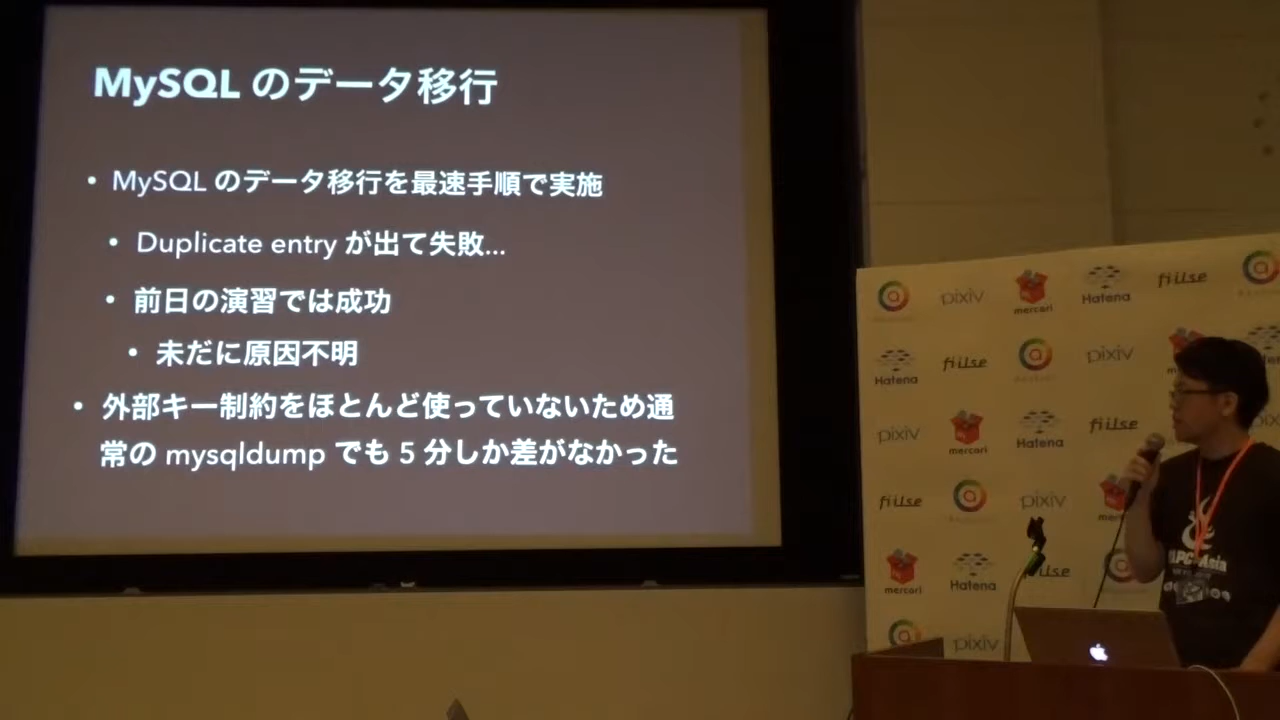 MySQL のデータ移行
• MySQL のデータ移行を最速手順で実施
• Duplicate entry が出て失敗...
• 前日の演習では成功
• 未だに原因不明
• 外部キー制約をほとんど使っていないため通
常の mysqldump でも 5 分しか差がなかった
pixiv
mercari
Hatena
fiilse
Hatena
fiilse
pixiv
pixiv
mercari
Hatena
fiilse
fiilse
pixiv
mercari
Hatena
pixiv
Asia